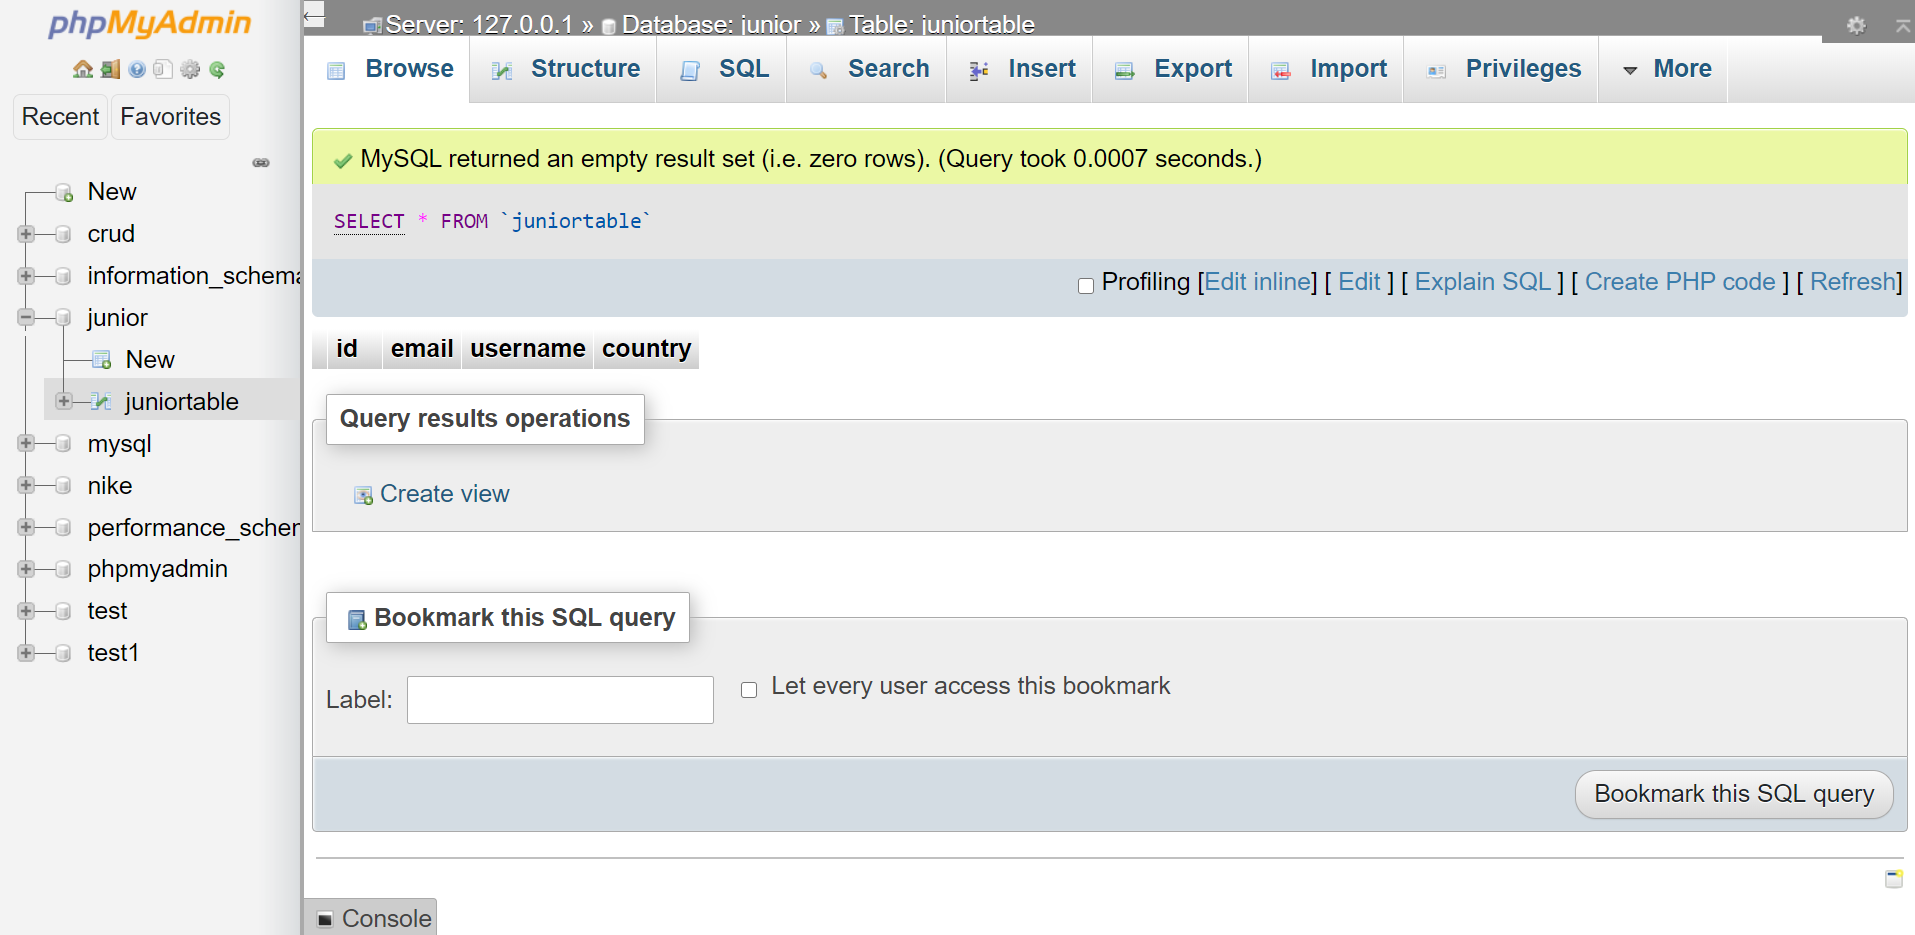 phpMyAdmin
Recent Favorites
New
crud
information_schema
junior
New
juniortable
mysql
nike
performance_scher
phpmyadmin
test
test1
Server: 127.0.0.1 » Database: junior » Table: juniortable
Browse Structure SQL Search Insert Export Import Privileges More
MySQL returned an empty result set (i.e. zero rows). (Query took 0.0007 seconds.)
SELECT * FROM `juniortable`
Profiling [Edit inline] [ Edit ] [ Explain SQL ] [ Create PHP code ] [ Refresh]
id email username country
Query results operations
Create view
Bookmark this SQL query
Label: Let every user access this bookmark
Bookmark this SQL query
Console